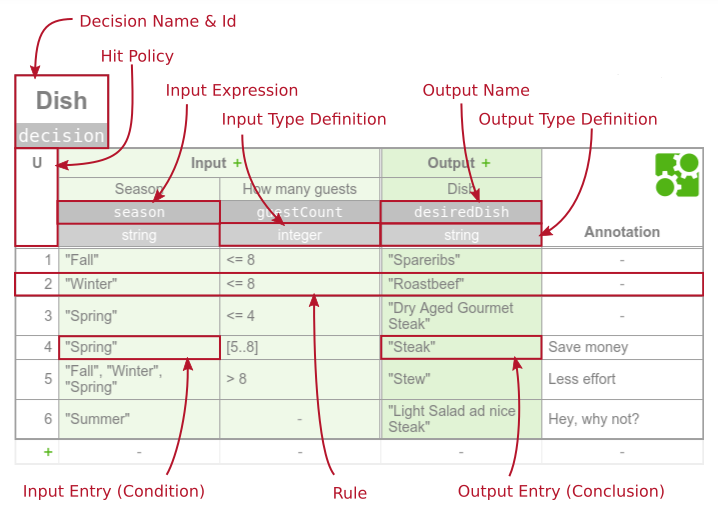 Decision Name & Id
Hit Policy
Input Expression
Output Name
Input Type Definition
Output Type Definition
Dish
decision
U
Input +
Output +
Season
How many guests
Dish
season
guestCount
desiredDish
string
integer
string
Annotation
1 "Fall" <= 8 "Spareribs" -
2 "Winter" <= 8 "Roastbeef" -
3 "Spring" <= 4 "Dry Aged Gourmet
Steak" -
4 "Spring" [5..8] "Steak" Save money
5 "Fall", "Winter",
"Spring" > 8 "Stew" Less effort
6 "Summer" - "Light Salad ad nice
Steak" Hey, why not?
+ - - - -
Input Entry (Condition)
Rule
Output Entry (Conclusion)